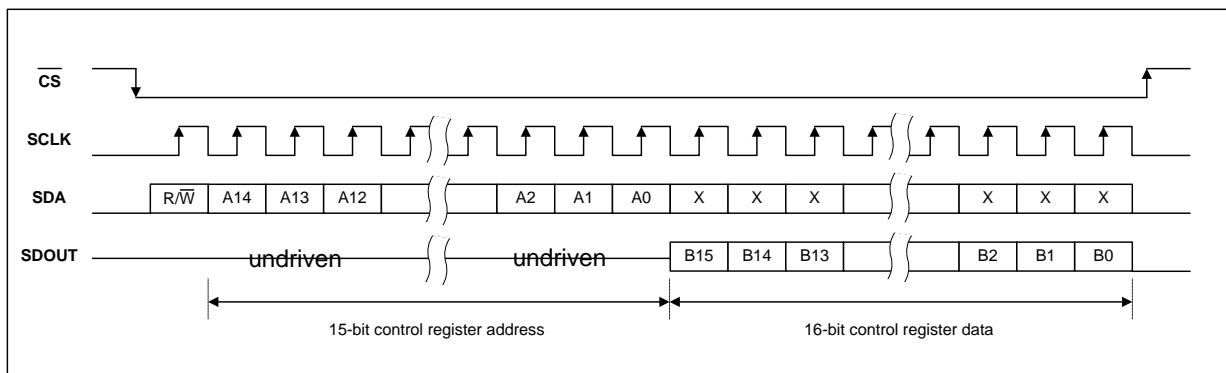 CS
SCLK
SDA R/W A14 A13 A12 A2 A1 A0 X X X X X X
SDOUT undriven undriven B15 B14 B13 B2 B1 B0
15-bit control register address 16-bit control register data